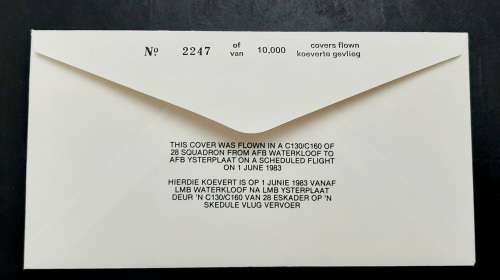 Nº 2247 of 10,000 covers flown
van koeverte gevlieg
THIS COVER WAS FLOWN IN A C130/C160 OF
28 SQUADRON FROM AFB WATERKLOOF TO
AFB YSTERPLAAT ON A SCHEDULED FLIGHT
ON 1 JUNE 1983
HIERDIE KOEVERT IS OP 1 JUNIE 1983 VANAF
LMB WATERKLOOF NA LMB YSTERPLAAT
DEUR 'N C130/C160 VAN 28 ESKADER OP 'N
SKEDULE VLUG VERVOER